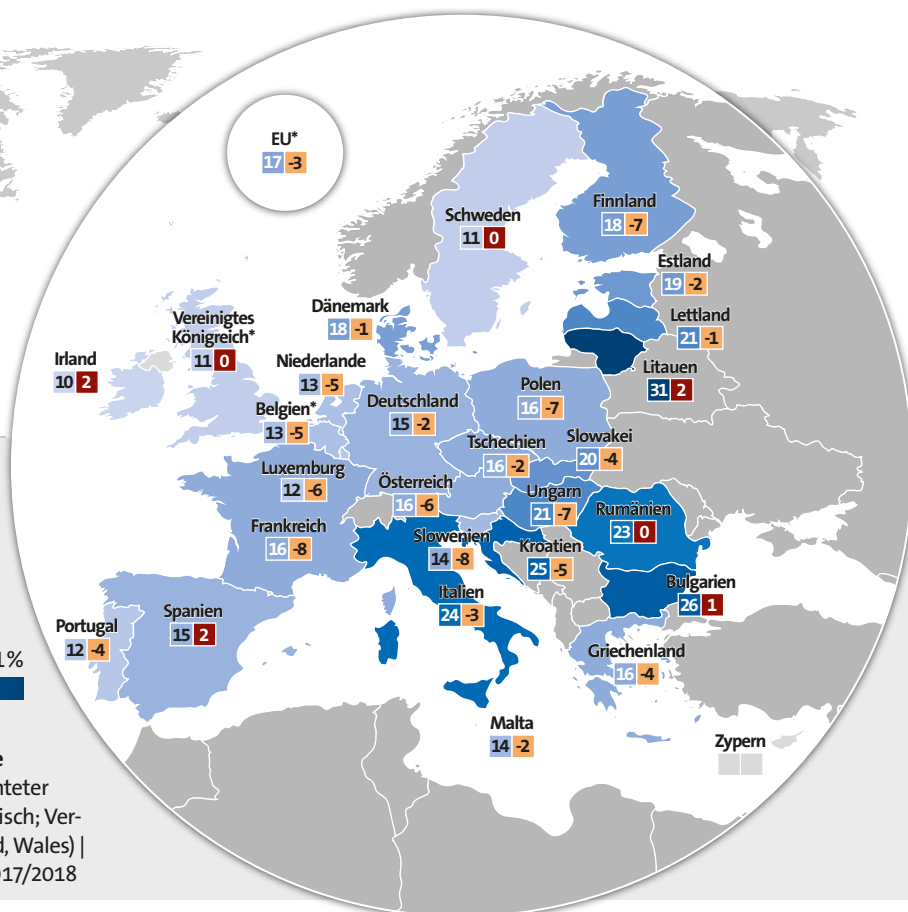 EU*
17 -3
Schweden
11 0
Finnland
18 -7
Estland
19 -2
Dänemark
18 -1
Lettland
21 -1
Vereinigtes
Königreich*
11 0
Irland
10 2
Niederlande
13 -5
Litauen
31 2
Belgien*
13 -5
Deutschland
15 -2
Polen
16 -7
Tschechien
16 -2
Slowakei
20 -4
Luxemburg
12 -6
Österreich
16 -6
Ungarn
21 -7
Rumänien
23 0
Frankreich
16 -8
Slowenien
14 -8
Kroatien
25 -5
Bulgarien
26 1
Italien
24 -3
Spanien
15 2
Portugal
12 -4
Griechenland
16 -4
Malta
14 -2
Zypern
1%
e
nteter
isch; Ver-
d, Wales) |
017/2018